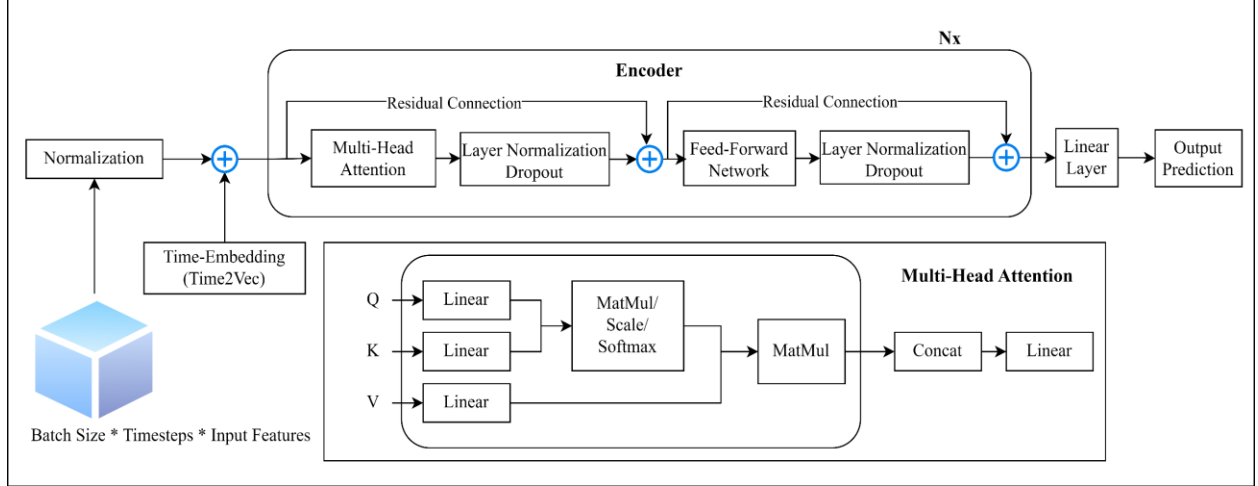 Nx
Encoder
Residual Connection
Residual Connection
Normalization
Multi-Head
Attention
Layer Normalization
Dropout
Feed-Forward
Network
Layer Normalization
Dropout
Linear
Layer
Output
Prediction
Time-Embedding
(Time2Vec)
Batch Size * Timesteps * Input Features
Multi-Head Attention
Q
Linear
K
Linear
V
Linear
MatMul/
Scale/
Softmax
MatMul
Concat
Linear